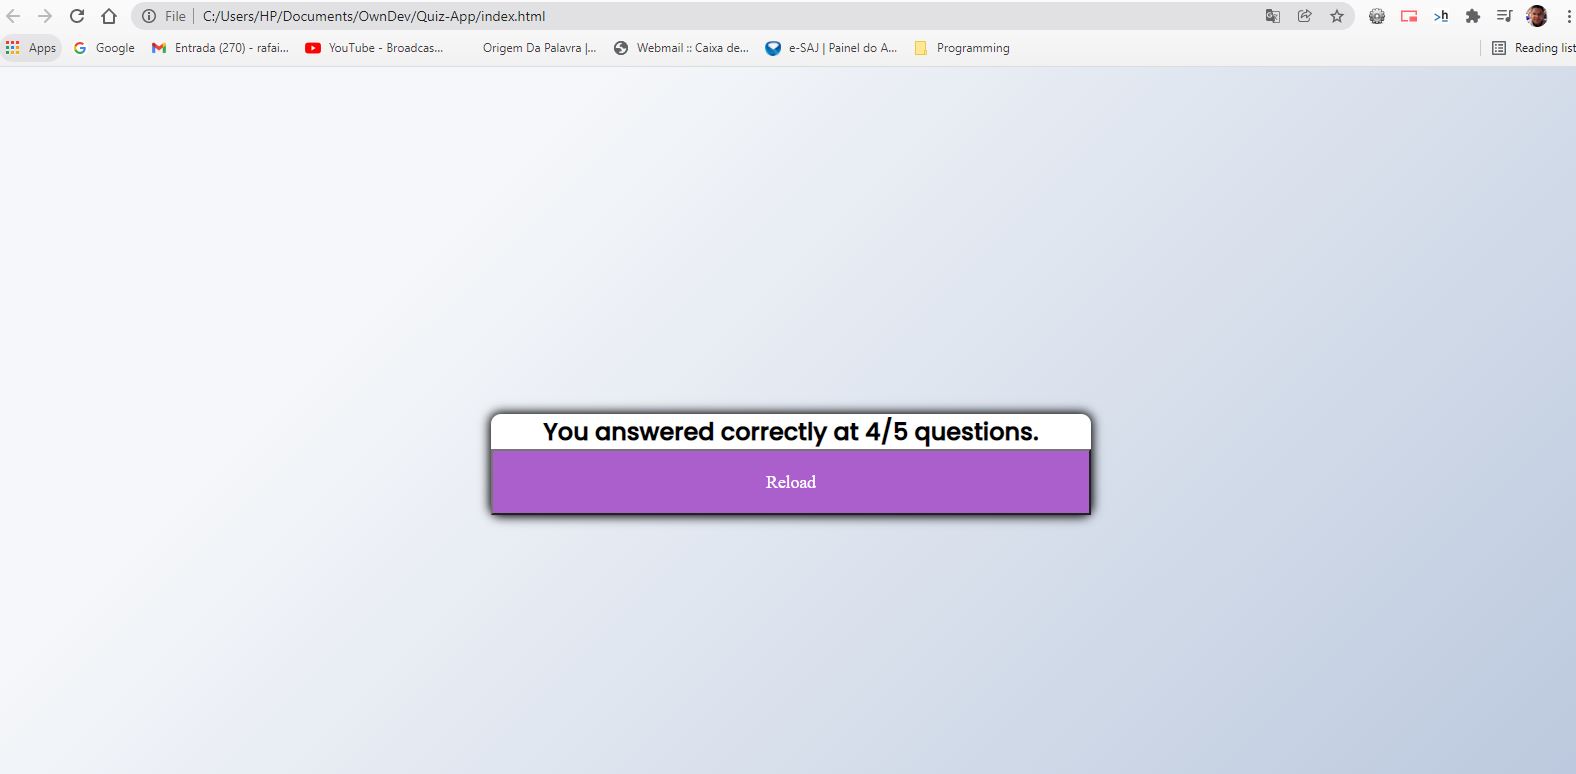 File C:/Users/HP/Documents/OwnDev/Quiz-App/index.html
Apps Google Entrada (270) - rafai... YouTube - Broadcas... Origem Da Palavra |... Webmail :: Caixa de... e-SAJ | Painel do A... Programming Reading list
You answered correctly at 4/5 questions.
Reload